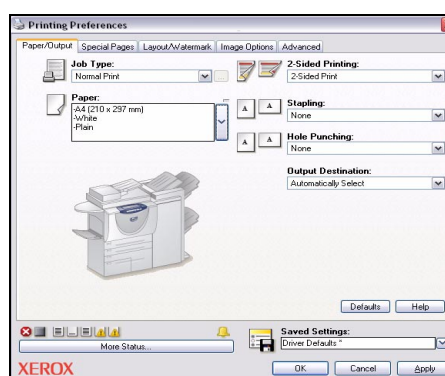 Printing Preferences
Paper/Output Special Pages Layout/Watermark Image Options Advanced
Job Type:
Normal Print
2-Sided Printing:
2-Sided Print
Paper:
-A4 (210 x 297 mm)
-White
-Plain
Stapling:
None
Hole Punching:
None
Output Destination:
Automatically Select
Defaults Help
More Status...
Saved Settings:
Driver Defaults *
XEROX
OK Cancel Apply